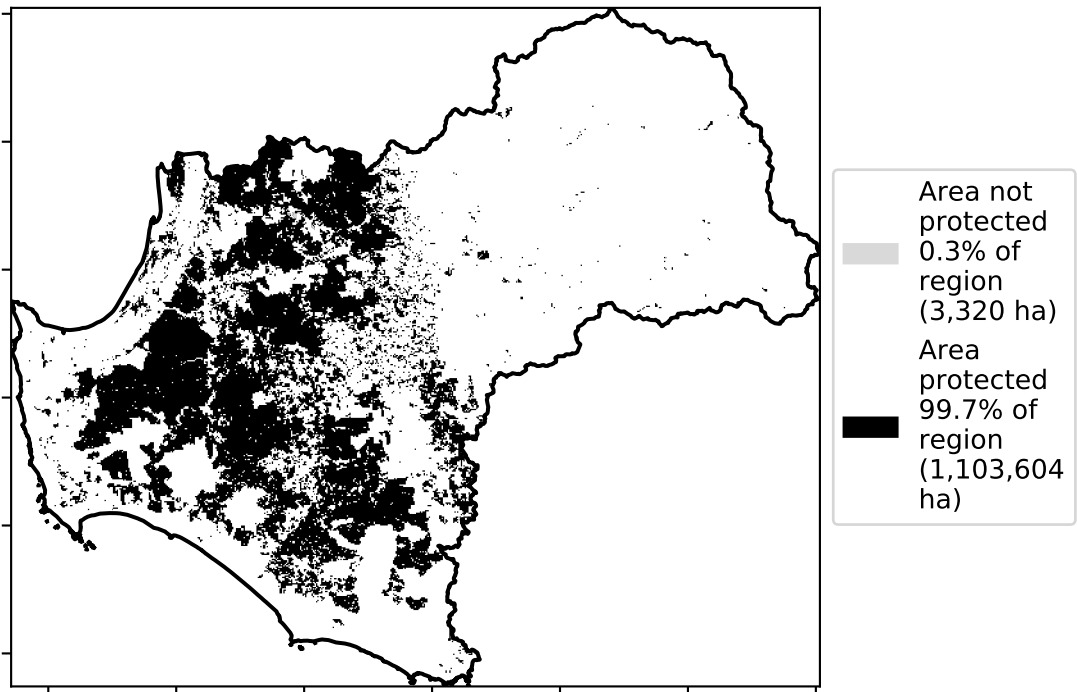 Area not
protected
0.3% of
region
(3,320 ha)
Area
protected
99.7% of
region
(1,103,604
ha)